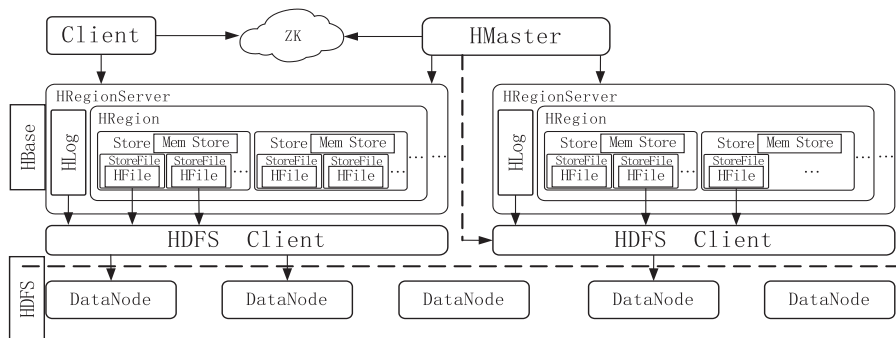 Client
ZK
HMaster
HRegionServer
HRegionServer
HRegion
HRegion
HBase
HLog
Store
Mem Store
Store
Mem Store
StoreFile
StoreFile
StoreFile
StoreFile
HFile
HFile
...
HFile
HFile
...
...
...
HLog
Store
Mem Store
Store
Mem Store
StoreFile
StoreFile
StoreFile
HFile
HFile
...
HFile
...
...
...
HDFS Client
HDFS Client
HDFS
DataNode
DataNode
DataNode
DataNode
DataNode